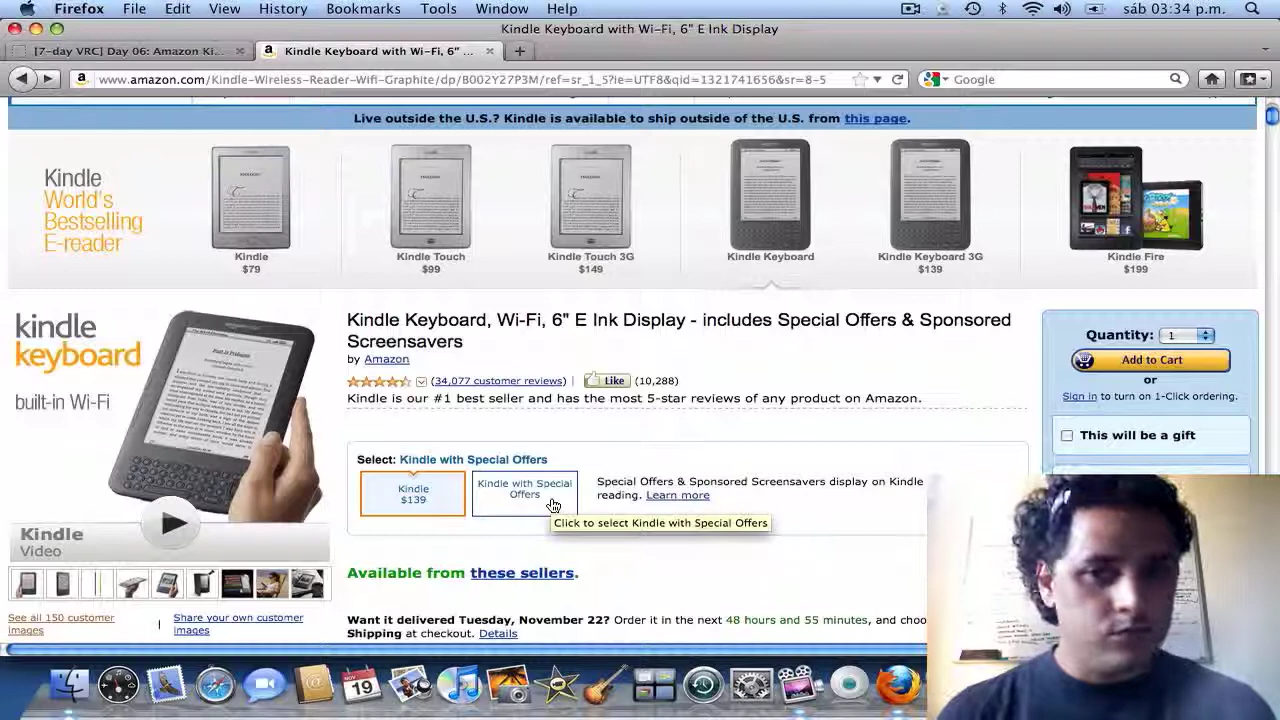 Firefox File Edit View History Bookmarks Tools Window Help sáb 03:34 p.m.
Kindle Keyboard with Wi-Fi, 6" E Ink Display
[7-day VRC] Day 06: Amazon Ki... Kindle Keyboard with Wi-Fi, 6" ...
www.amazon.com/Kindle-Wireless-Reader-Wifi-Graphite/dp/B002Y27P3M/ref=sr_1_5?ie=UTF8&qid=1321741656&sr=8-5 Google
Live outside the U.S.? Kindle is available to ship outside of the U.S. from this page.
Kindle
World's
Bestselling
E-reader
Kindle
$79
Kindle Touch
$99
Kindle Touch 3G
$149
Kindle Keyboard
Kindle Keyboard 3G
$139
Kindle Fire
$199
kindle
keyboard
built-in Wi-Fi
Kindle
Video
See all 150 customer
images
|
Share your own customer
images
Kindle Keyboard, Wi-Fi, 6" E Ink Display - includes Special Offers & Sponsored
Screensavers
by Amazon
(34,077 customer reviews) | Like (10,288)
Kindle is our #1 best seller and has the most 5-star reviews of any product on Amazon.
Select: Kindle with Special Offers
Kindle
$139
Kindle with Special
Offers
Special Offers & Sponsored Screensavers display on Kindle
reading. Learn more
Click to select Kindle with Special Offers
Available from these sellers.
Want it delivered Tuesday, November 22? Order it in the next 48 hours and 55 minutes, and choo
Shipping at checkout. Details
Quantity: 1
Add to Cart
or
Sign in to turn on 1-Click ordering.
This will be a gift
NOV
19